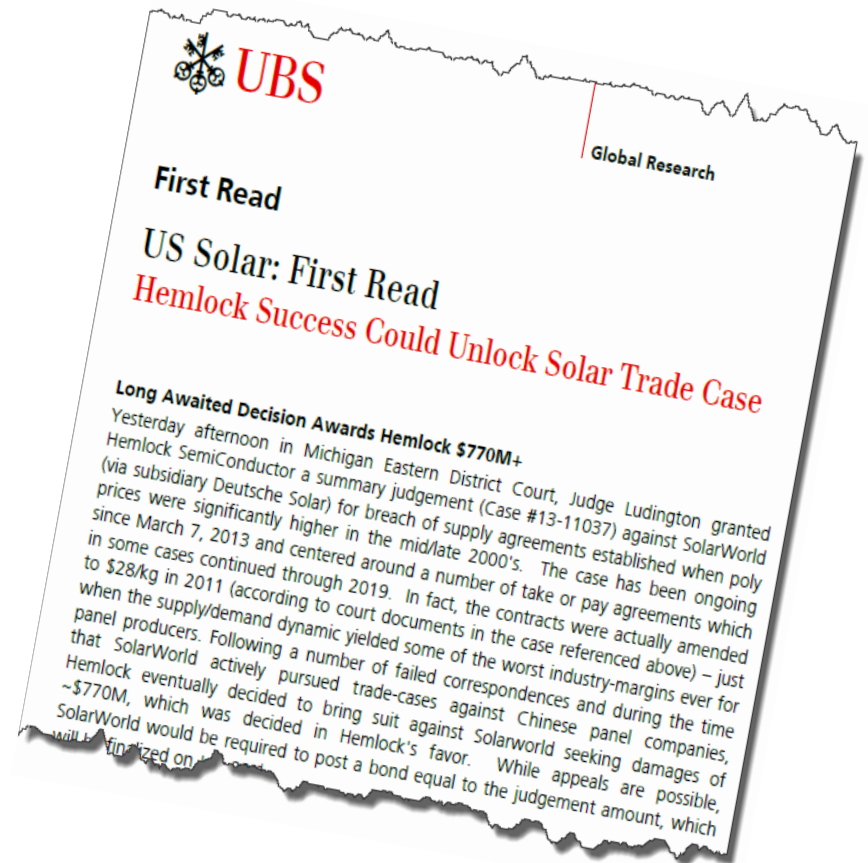 UBS
Global Research
First Read
US Solar: First Read
Hemlock Success Could Unlock Solar Trade Case
Long Awaited Decision Awards Hemlock $770M+
Yesterday afternoon in Michigan Eastern District Court, Judge Ludington granted
Hemlock SemiConductor a summary judgement (Case #13-11037) against SolarWorld
(via subsidiary Deutsche Solar) for breach of supply agreements established when poly
prices were significantly higher in the mid/late 2000's. The case has been ongoing
since March 7, 2013 and centered around a number of take or pay agreements which
in some cases continued through 2019. In fact, the contracts were actually amended
to $28/kg in 2011 (according to court documents in the case referenced above) – just
when the supply/demand dynamic yielded some of the worst industry-margins ever for
panel producers. Following a number of failed correspondences and during the time
that SolarWorld actively pursued trade-cases against Chinese panel companies,
Hemlock eventually decided to bring suit against Solarworld seeking damages of
~$770M, which was decided in Hemlock's favor. While appeals are possible,
SolarWorld would be required to post a bond equal to the judgement amount, which
will be finalized on